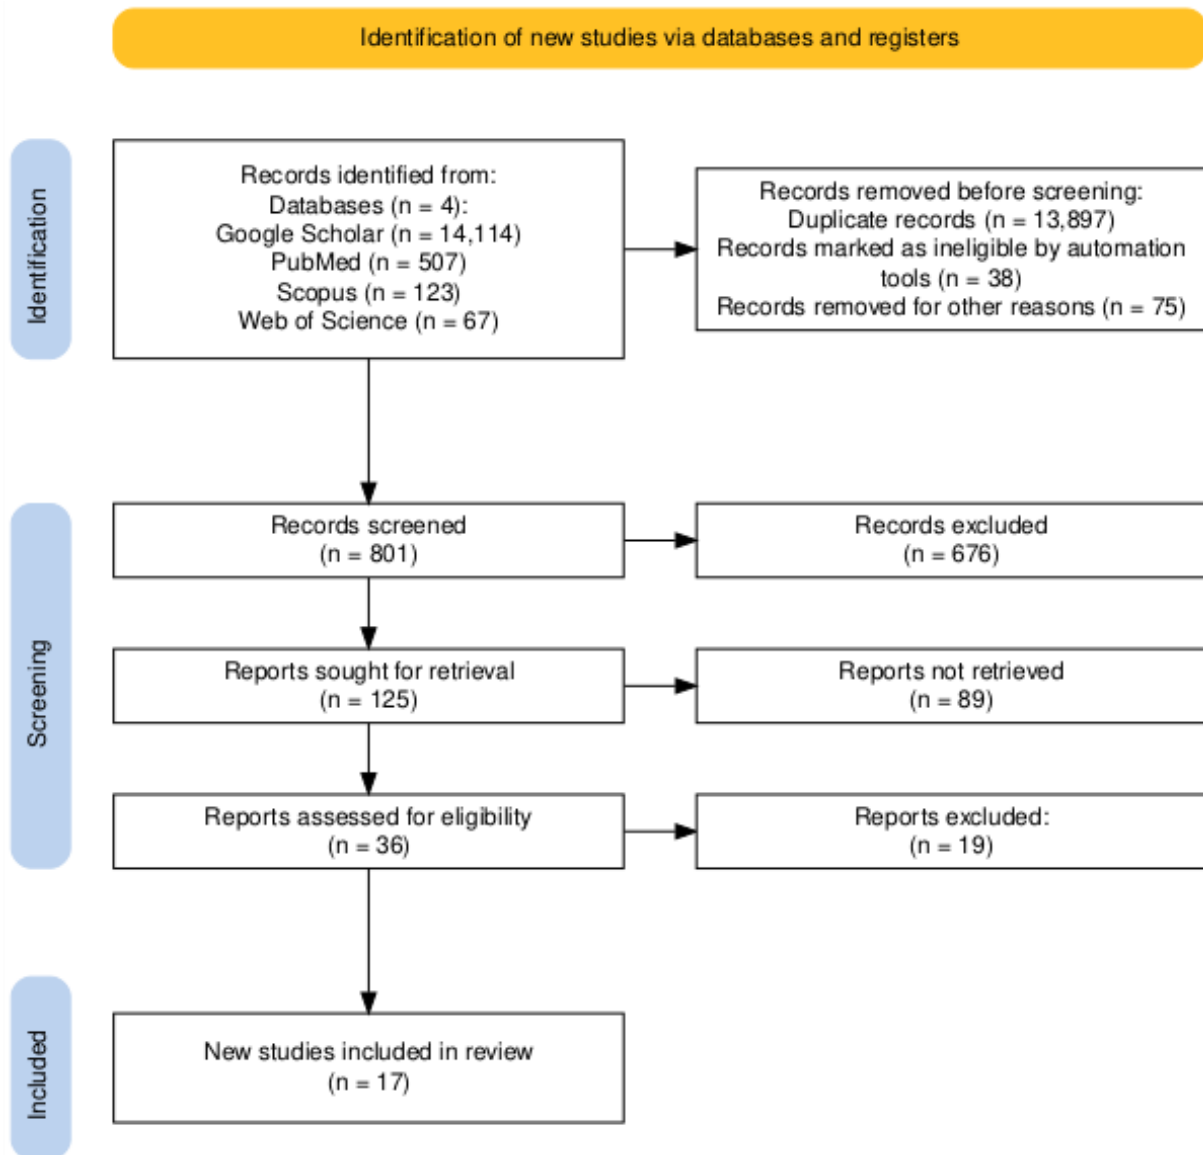 Identification of new studies via databases and registers
Identification
Records identified from:
Databases (n = 4):
Google Scholar (n = 14,114)
PubMed (n = 507)
Scopus (n = 123)
Web of Science (n = 67)
Records removed before screening:
Duplicate records (n = 13,897)
Records marked as ineligible by automation
tools (n = 38)
Records removed for other reasons (n = 75)
Screening
Records screened
(n = 801)
Records excluded
(n = 676)
Reports sought for retrieval
(n = 125)
Reports not retrieved
(n = 89)
Reports assessed for eligibility
(n = 36)
Reports excluded:
(n = 19)
Included
New studies included in review
(n = 17)